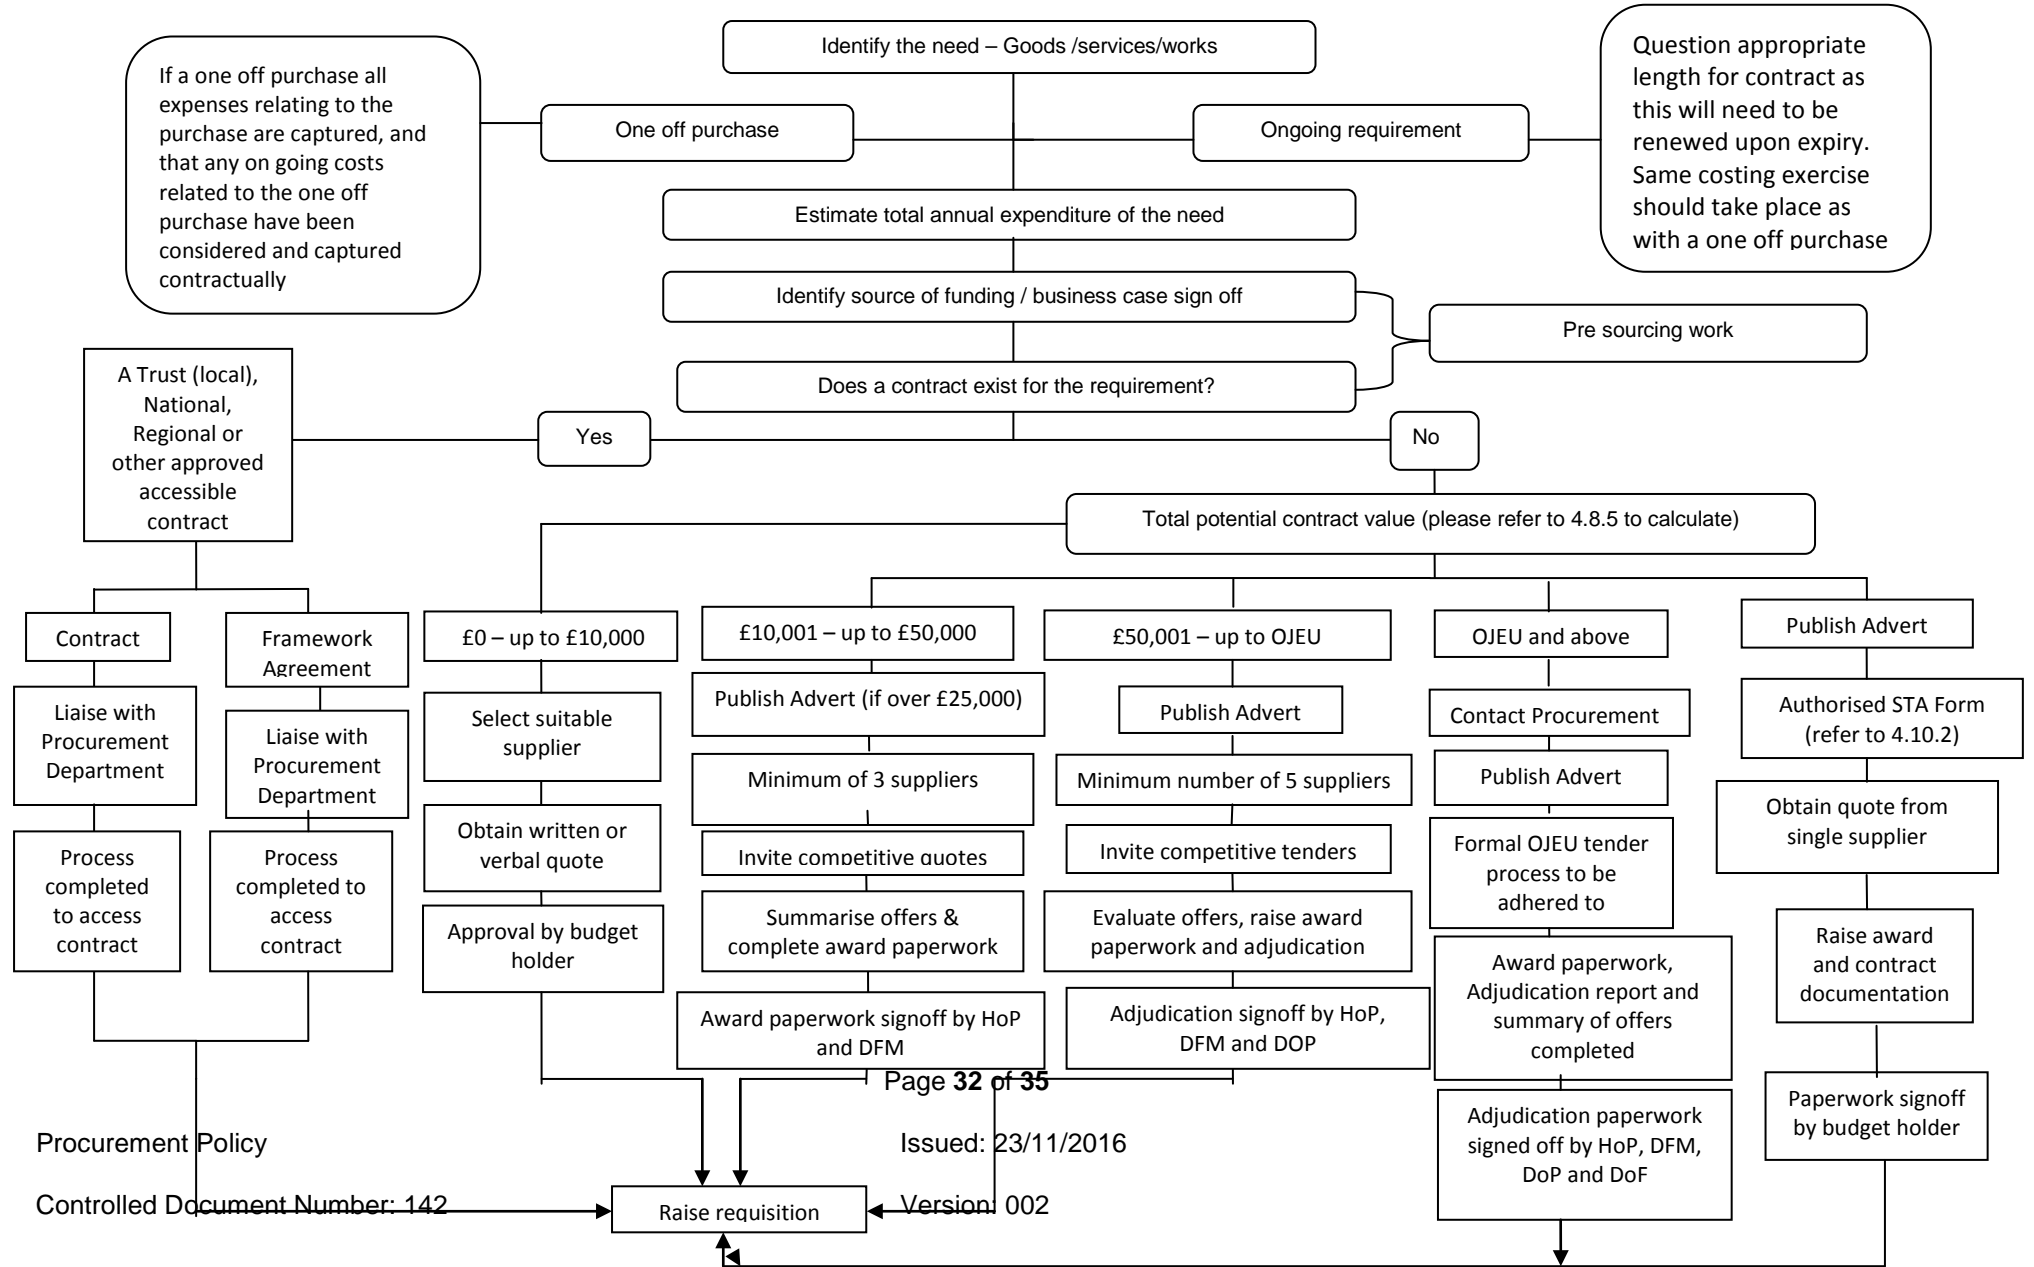 Identify the need – Goods /services/works
If a one off purchase all
expenses relating to the
purchase are captured, and
that any on going costs
related to the one off
purchase have been
considered and captured
contractually
One off purchase
Ongoing requirement
Question appropriate
length for contract as
this will need to be
renewed upon expiry.
Same costing exercise
should take place as
with a one off purchase
Estimate total annual expenditure of the need
Identify source of funding / business case sign off
Pre sourcing work
Does a contract exist for the requirement?
A Trust (local),
National,
Regional or
other approved
accessible
contract
Yes
No
Total potential contract value (please refer to 4.8.5 to calculate)
Contract
Liaise with
Procurement
Department
Process
completed
to access
contract
Framework
Agreement
Liaise with
Procurement
Department
Process
completed to
access
contract
£0 – up to £10,000
Select suitable
supplier
Obtain written or
verbal quote
Approval by budget
holder
£10,001 – up to £50,000
Publish Advert (if over £25,000)
Minimum of 3 suppliers
Invite competitive quotes
Summarise offers &
complete award paperwork
Award paperwork signoff by HoP
and DFM
£50,001 – up to OJEU
Publish Advert
Minimum number of 5 suppliers
Invite competitive tenders
Evaluate offers, raise award
paperwork and adjudication
Adjudication signoff by HoP,
DFM and DOP
OJEU and above
Contact Procurement
Publish Advert
Formal OJEU tender
process to be
adhered to
Award paperwork,
Adjudication report and
summary of offers
completed
Adjudication paperwork
signed off by HoP, DFM,
DoP and DoF
Publish Advert
Authorised STA Form
(refer to 4.10.2)
Obtain quote from
single supplier
Raise award
and contract
documentation
Paperwork signoff
by budget holder
Raise requisition
Page 32 of 35
Procurement Policy
Issued: 23/11/2016
Controlled Document Number: 142
Version: 002